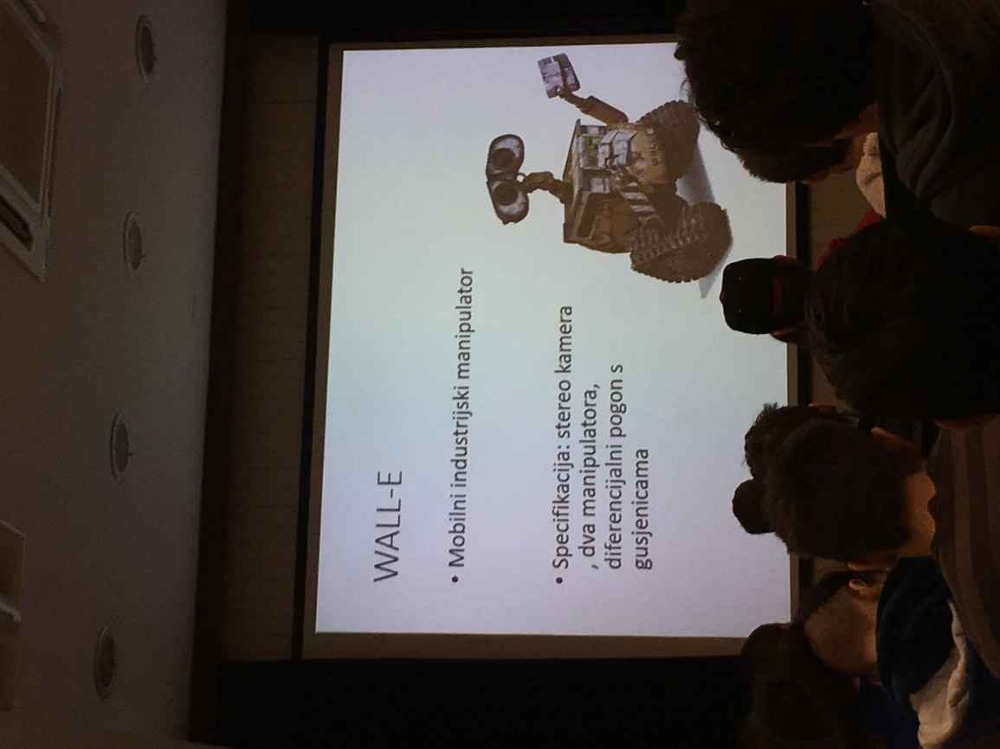 WALL-E
• Mobilni industrijski manipulator
• Specifikacija: stereo kamera
, dva manipulatora,
diferencijalni pogon s
gusjenicama